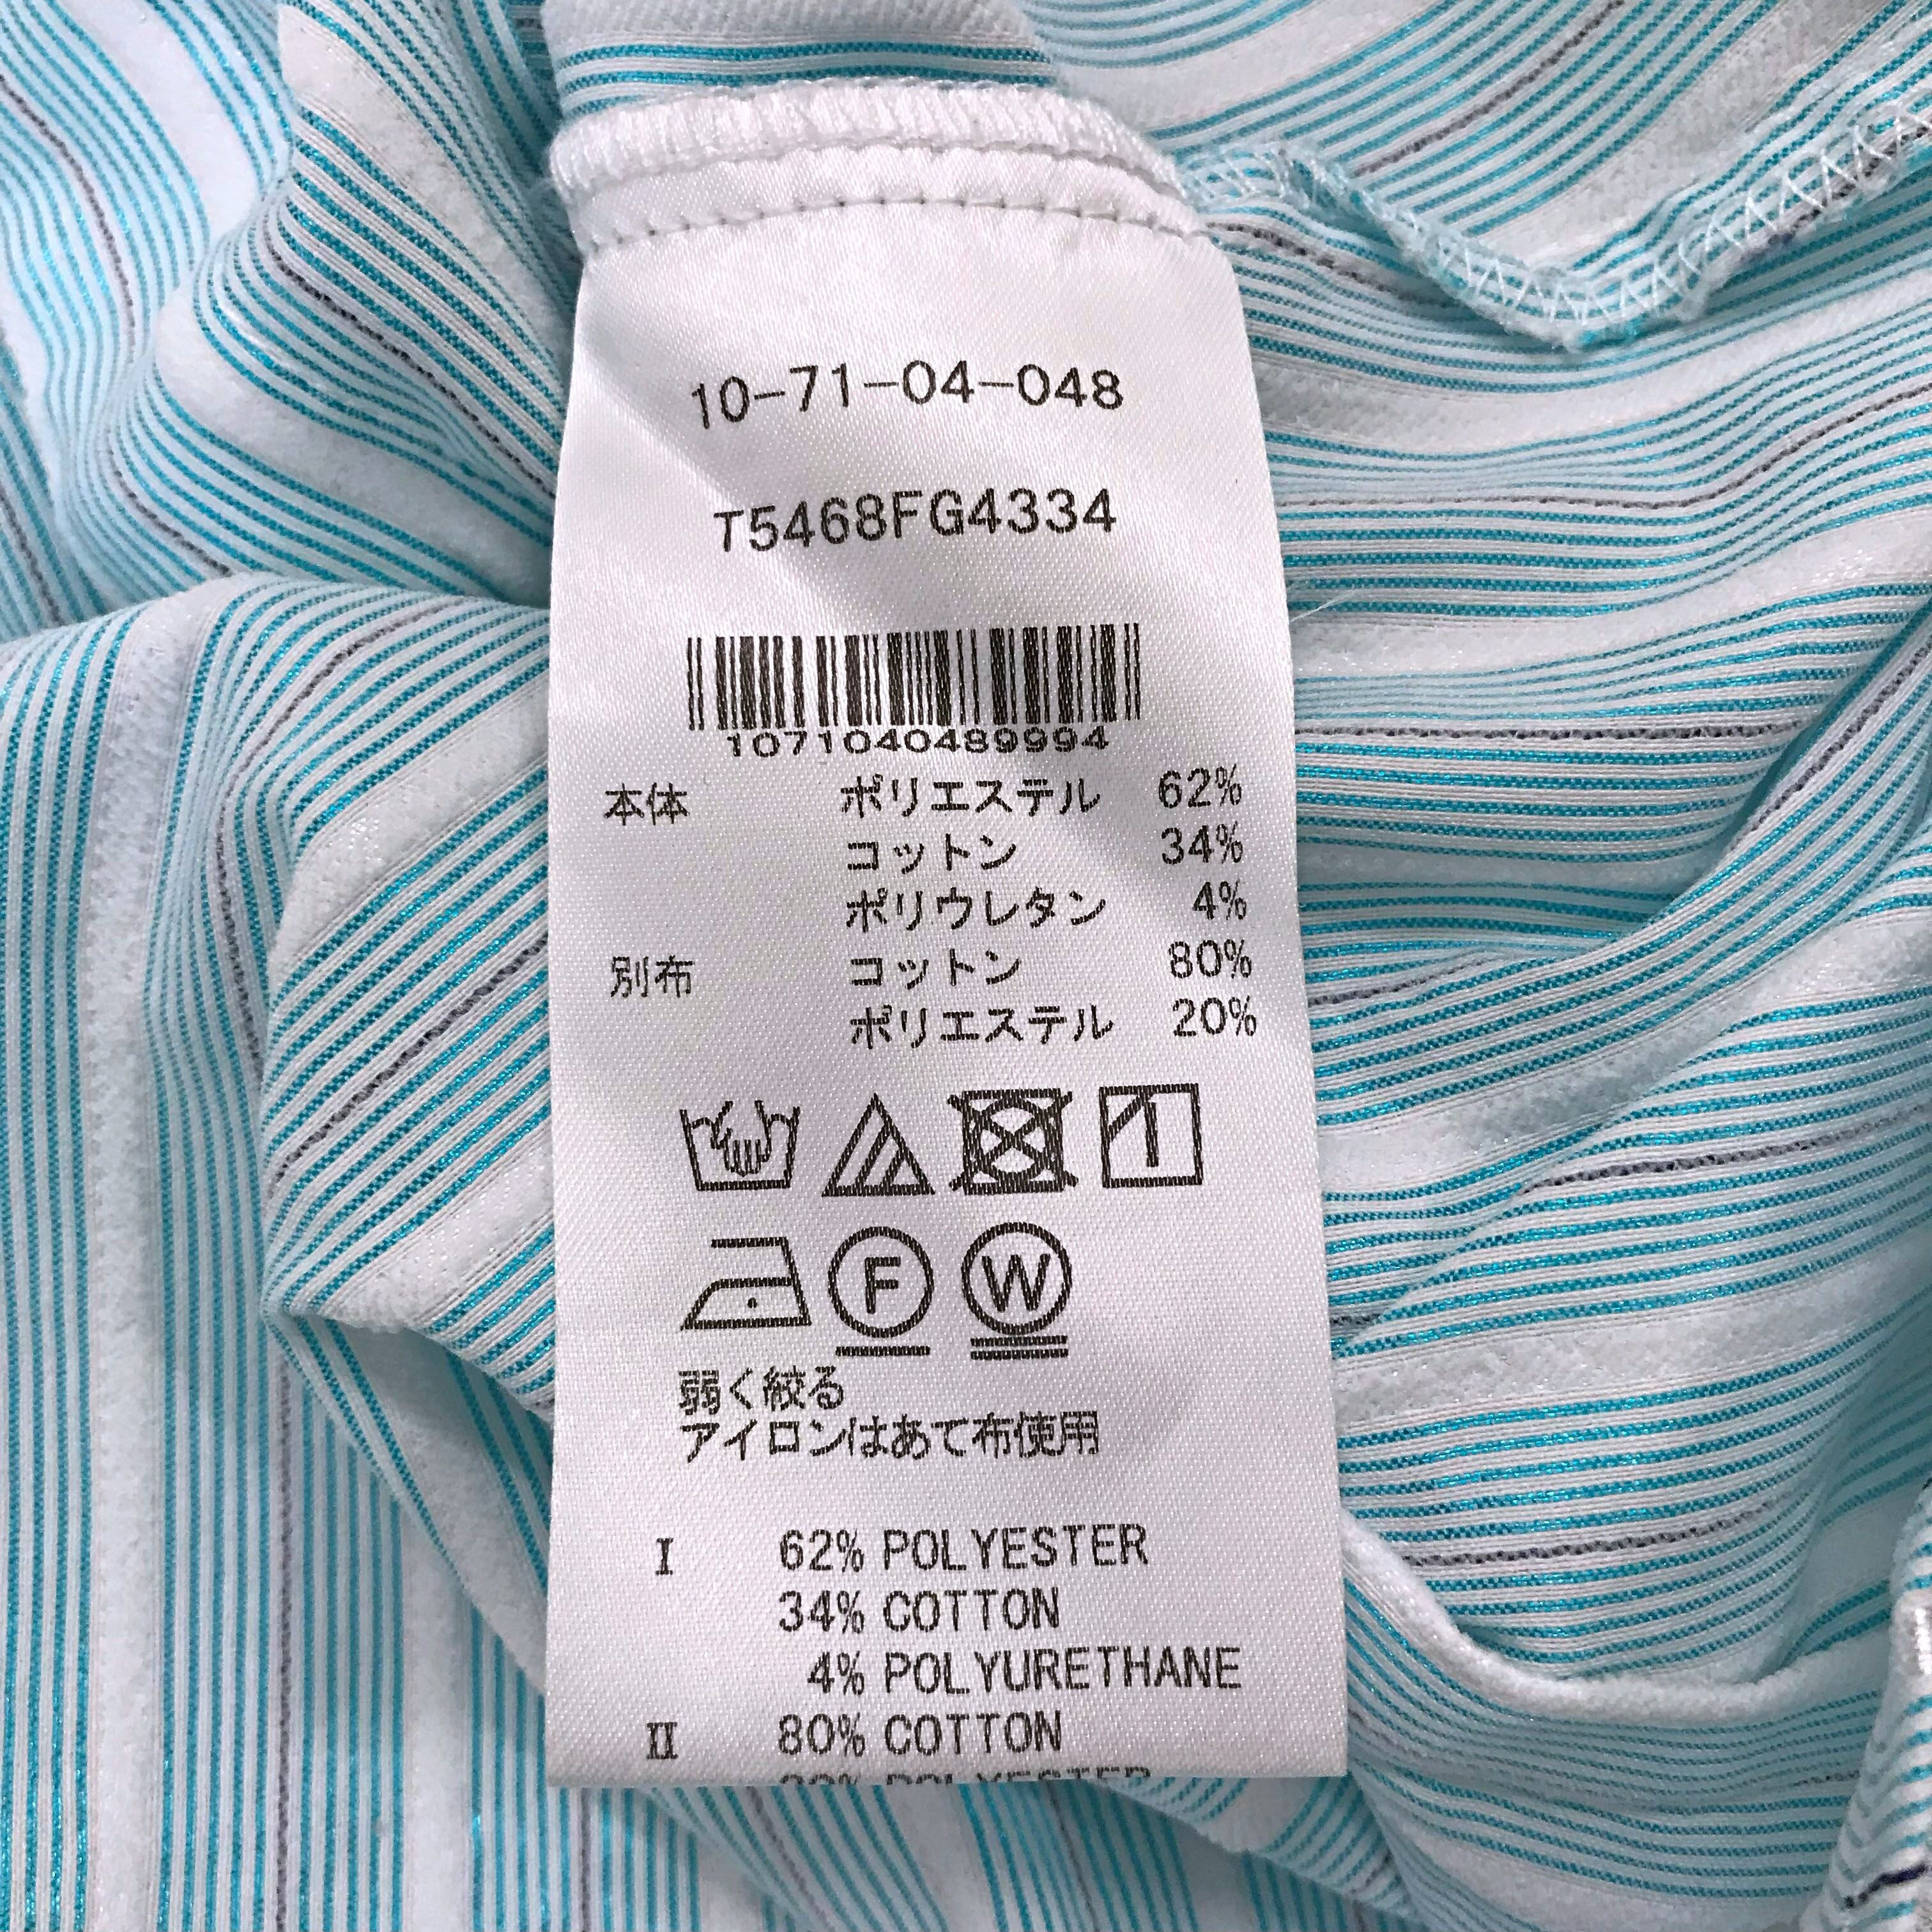 10-71-04-048
T5468FG4334
1071040489994
本体 ポリエステル 62%
コットン 34%
ポリウレタン 4%
別布 コットン 80%
ポリエステル 20%
F W
弱く絞る
アイロンはあて布使用
I 62% POLYESTER
34% COTTON
4% POLYURETHANE
II 80% COTTON
20% POLYESTER